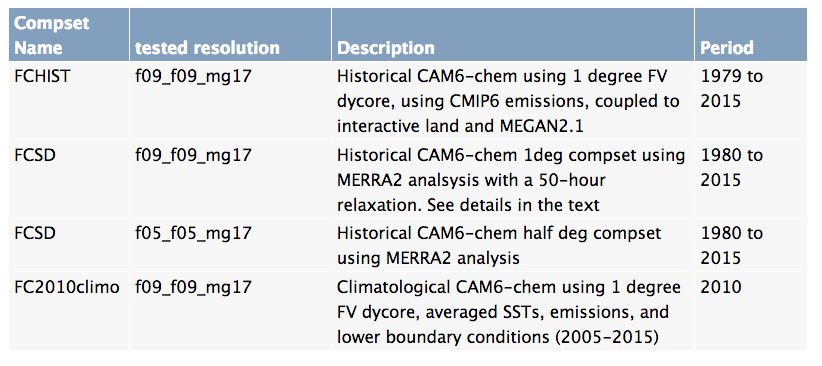 Compset Name tested resolution Description Period
FCHIST f09_f09_mg17 Historical CAM6-chem using 1 degree FV 1979 to
dycore, using CMIP6 emissions, coupled to 2015
interactive land and MEGAN2.1
FCSD f09_f09_mg17 Historical CAM6-chem 1deg compset using 1980 to
MERRA2 analsysis with a 50-hour 2015
relaxation. See details in the text
FCSD f05_f05_mg17 Historical CAM6-chem half deg compset 1980 to
using MERRA2 analysis 2015
FC2010climo f09_f09_mg17 Climatological CAM6-chem using 1 degree 2010
FV dycore, averaged SSTs, emissions, and
lower boundary conditions (2005-2015)